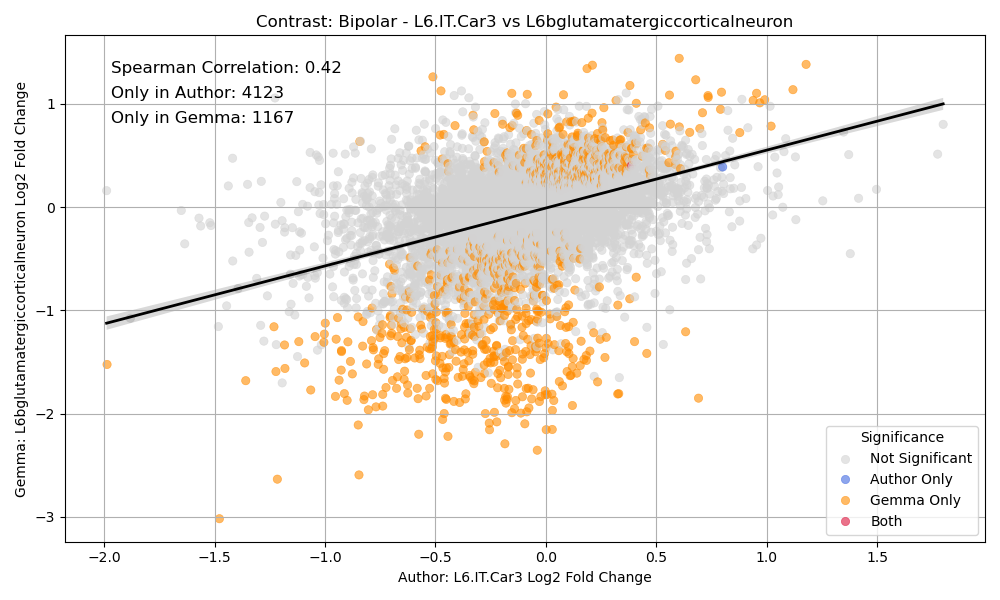 Contrast: Bipolar - L6.IT.Car3 vs L6bglutamatergiccorticalneuron
Spearman Correlation: 0.42
Only in Author: 4123
Only in Gemma: 1167
Gemma: L6bglutamatergiccorticalneuron Log2 Fold Change
1
0
−1
−2
−3
Significance
Not Significant
Author Only
Gemma Only
Both
−2.0 −1.5 −1.0 −0.5 0.0 0.5 1.0 1.5
Author: L6.IT.Car3 Log2 Fold Change